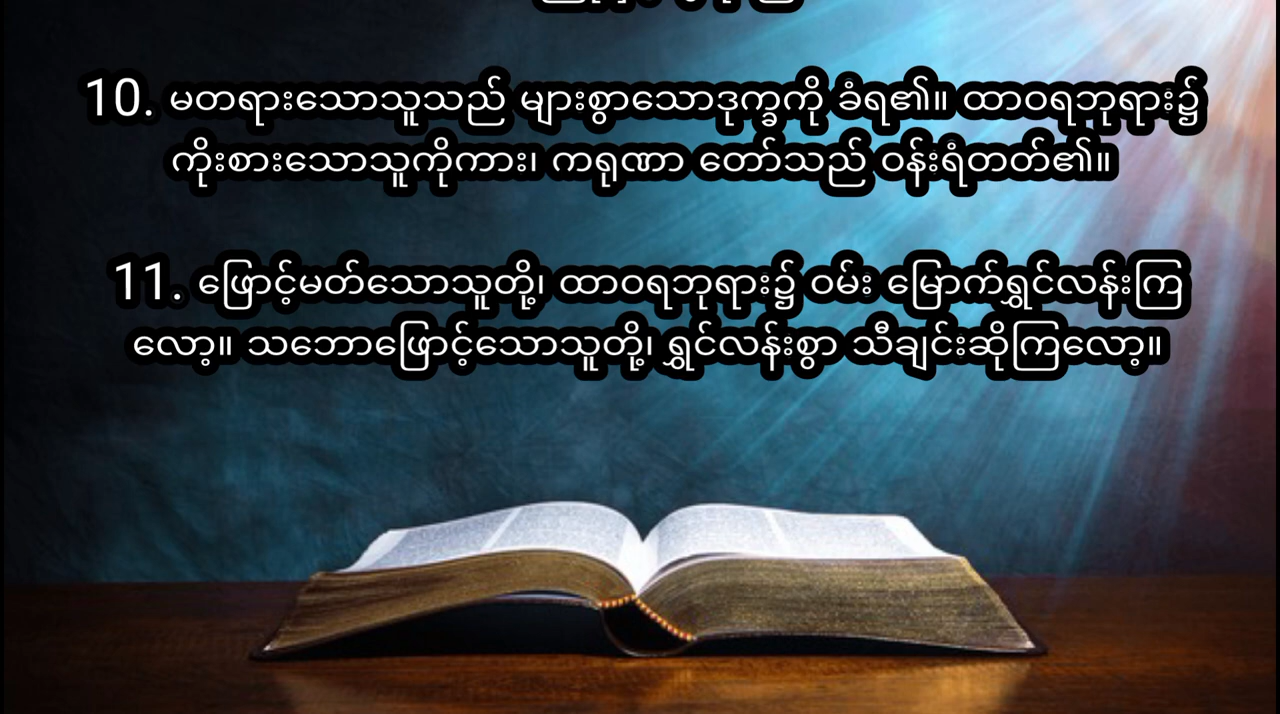 10. မတရားသောသူသည် များစွာသောဒုက္ခကို ခံရ၏။ ထာဝရဘုရား၌
ကိုးစားသောသူကိုကား၊ ကရုဏာ တော်သည် ဝန်းရံတတ်၏။
11. ဖြောင့်မတ်သောသူတို့၊ ထာဝရဘုရား၌ ဝမ်း မြောက်ရွှင်လန်းကြ
လော့။ သဘောဖြောင့်သောသူတို့၊ ရွှင်လန်းစွာ သီချင်းဆိုကြလော့။